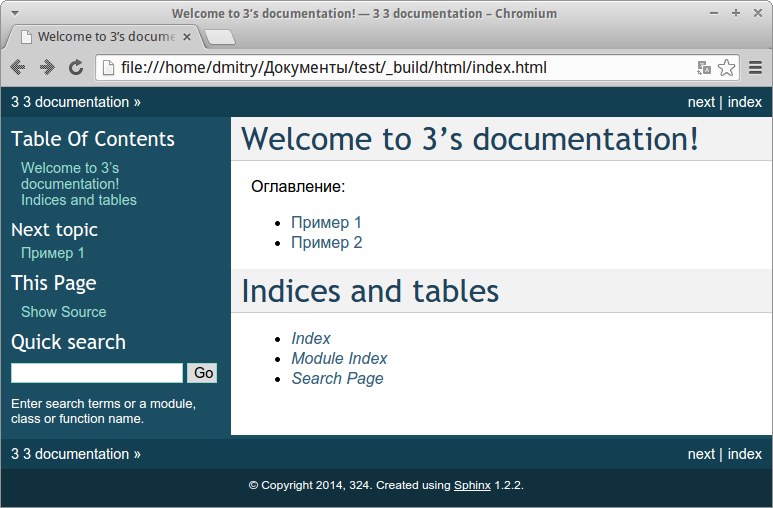 Welcome to 3’s documentation! — 3 3 documentation – Chromium
Welcome to 3’s docume
file:///home/dmitry/Документы/test/_build/html/index.html
3 3 documentation » next | index
Table Of Contents
Welcome to 3’s
documentation!
Indices and tables
Next topic
Пример 1
This Page
Show Source
Quick search
Go
Enter search terms or a module,
class or function name.
Welcome to 3’s documentation!
Оглавление:
• Пример 1
• Пример 2
Indices and tables
• Index
• Module Index
• Search Page
3 3 documentation » next | index
© Copyright 2014, 324. Created using Sphinx 1.2.2.